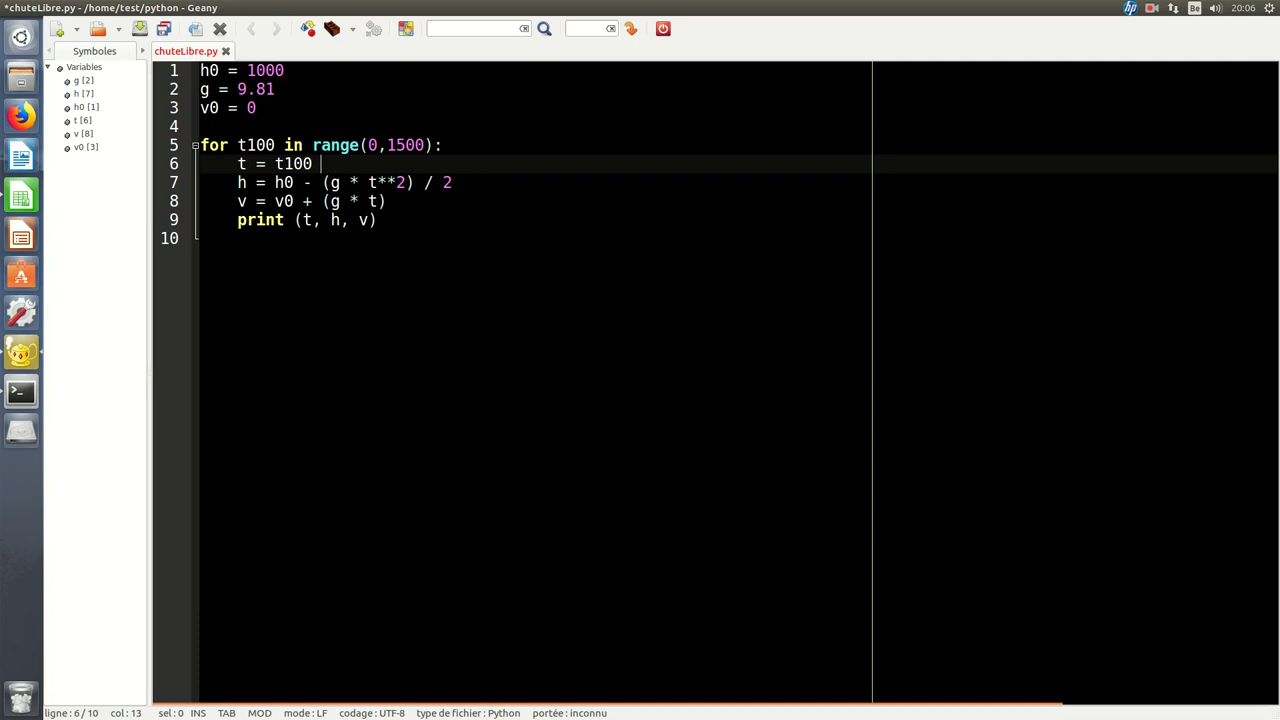 *chuteLibre.py - /home/test/python - Geany
hp
Be
20:06
Symboles
chuteLibre.py
Variables
g [2]
h [7]
h0 [1]
t [6]
v [8]
v0 [3]
1 h0 = 1000
2 g = 9.81
3 v0 = 0
4
5 for t100 in range(0,1500):
6 t = t100
7 h = h0 - (g * t**2) / 2
8 v = v0 + (g * t)
9 print (t, h, v)
10
ligne : 6 / 10 col : 13 sel : 0 INS TAB MOD mode : LF codage : UTF-8 type de fichier : Python portée : inconnu